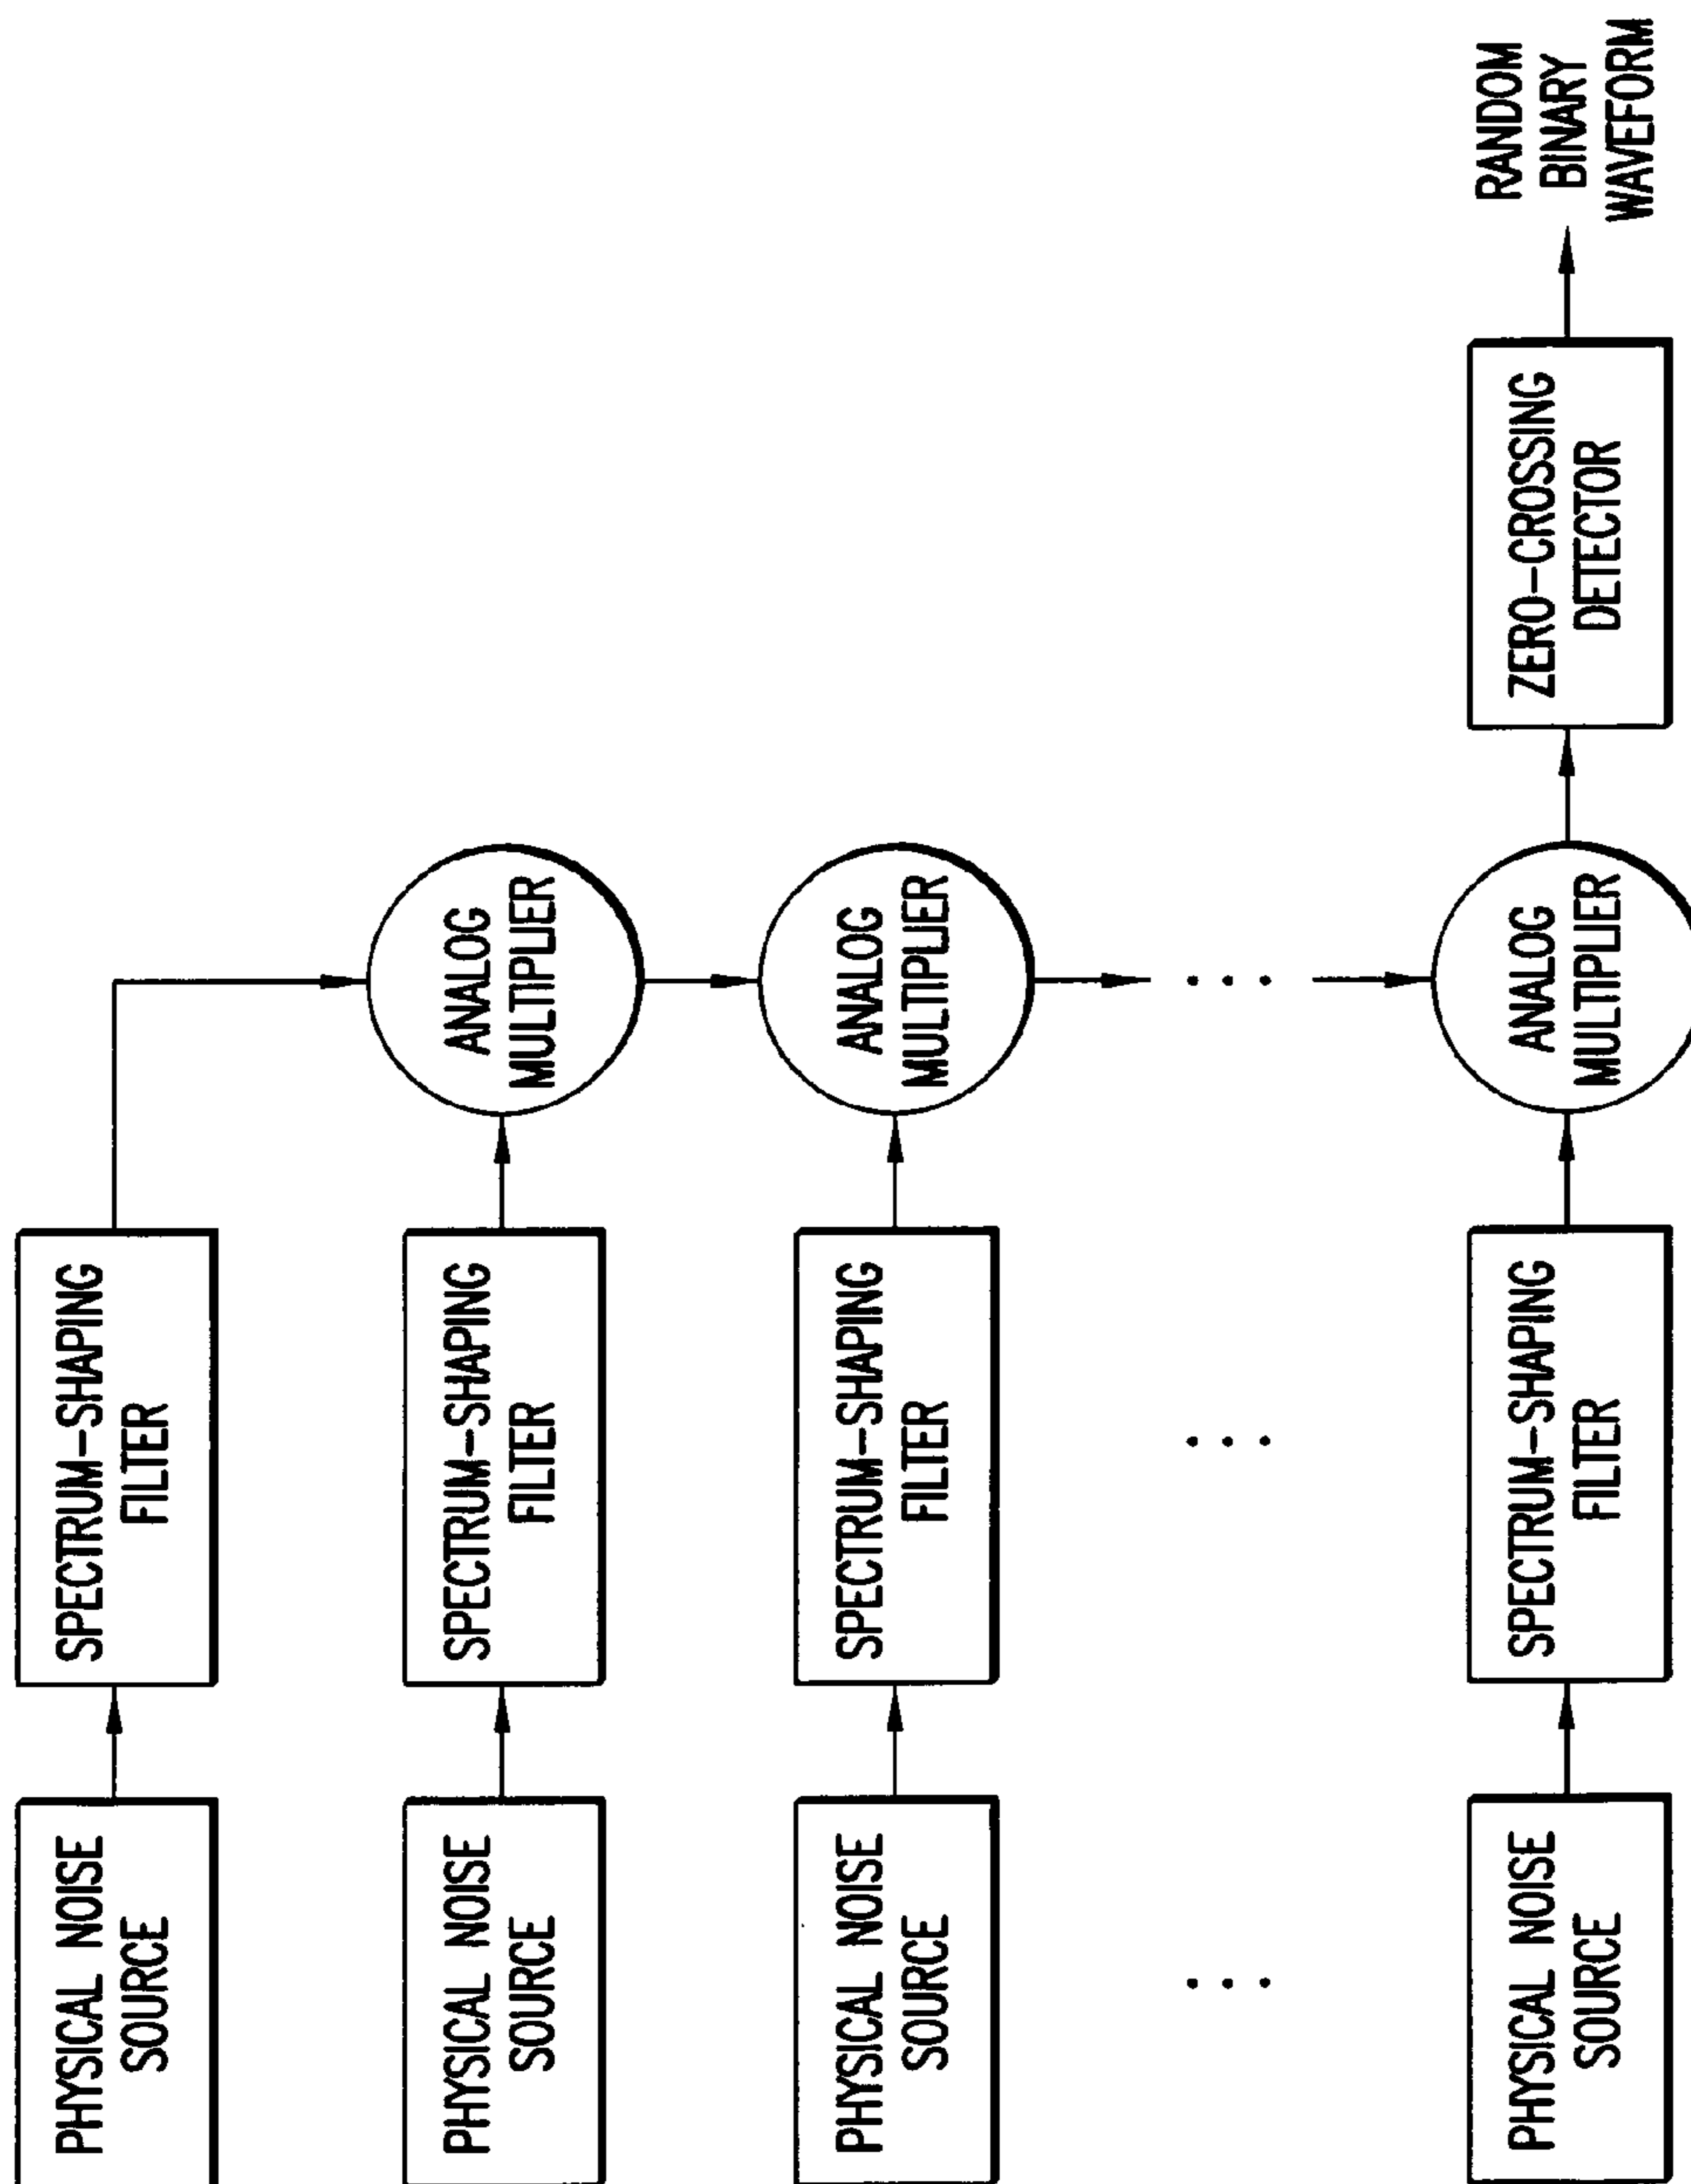 PHYSICAL NOISE
SOURCE
SPECTRUM-SHAPING
FILTER
PHYSICAL NOISE
SOURCE
SPECTRUM-SHAPING
FILTER
ANALOG
MULTIPLIER
PHYSICAL NOISE
SOURCE
SPECTRUM-SHAPING
FILTER
ANALOG
MULTIPLIER
. . .
. . .
. . .
PHYSICAL NOISE
SOURCE
SPECTRUM-SHAPING
FILTER
ANALOG
MULTIPLIER
ZERO-CROSSING
DETECTOR
RANDOM
BINARY
WAVEFORM